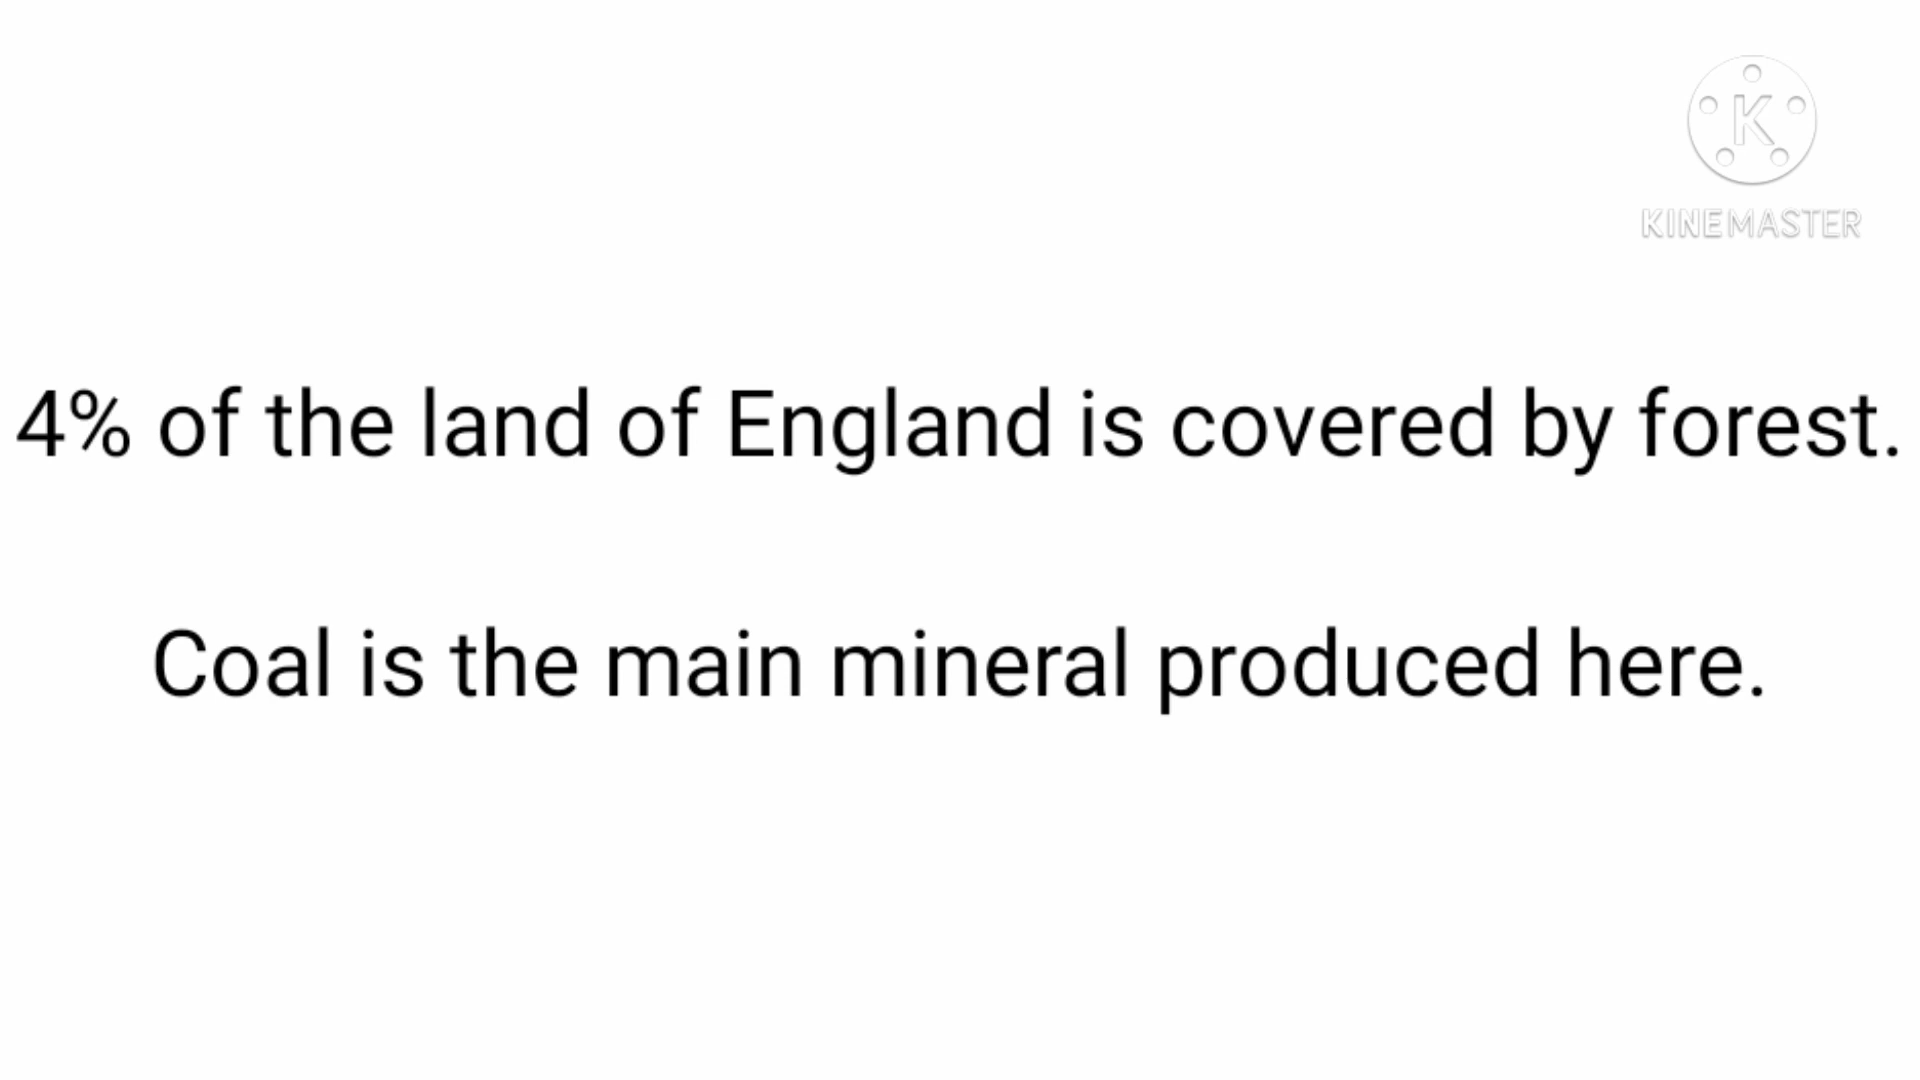 K
KINEMASTER
4% of the land of England is covered by forest.
Coal is the main mineral produced here.